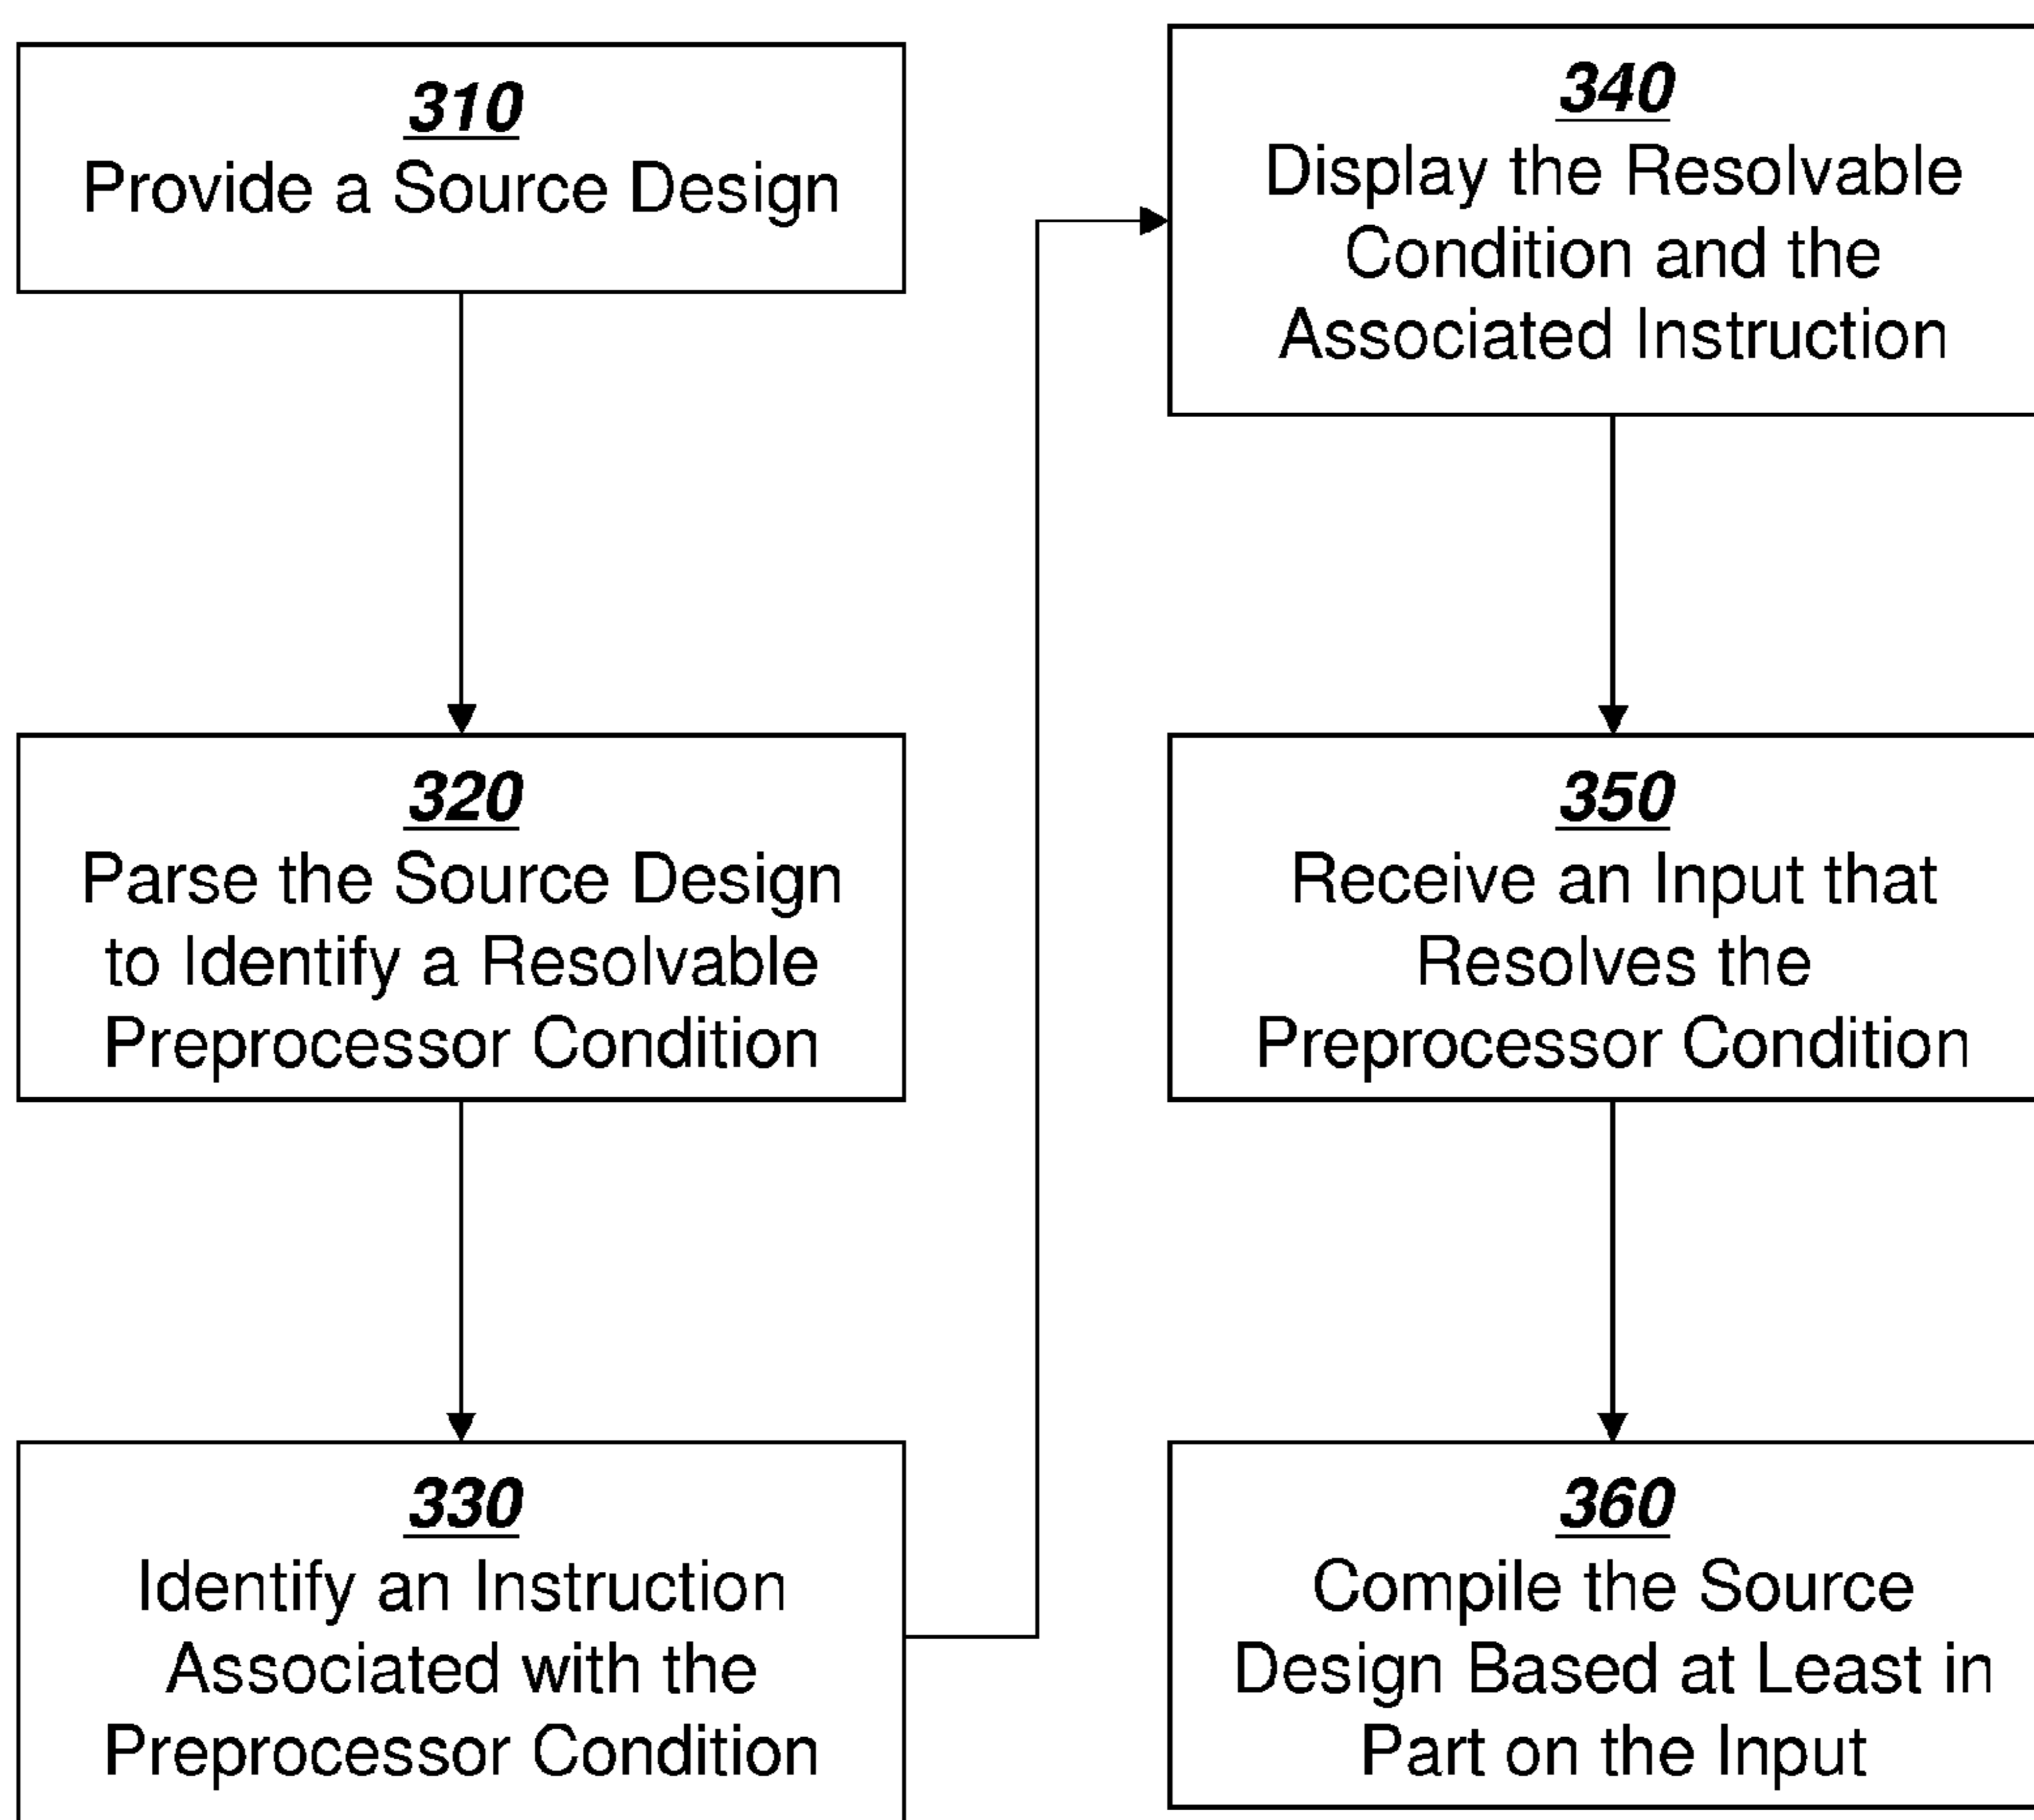 310
Provide a Source Design
320
Parse the Source Design
to Identify a Resolvable
Preprocessor Condition
330
Identify an Instruction
Associated with the
Preprocessor Condition
340
Display the Resolvable
Condition and the
Associated Instruction
350
Receive an Input that
Resolves the
Preprocessor Condition
360
Compile the Source
Design Based at Least in
Part on the Input